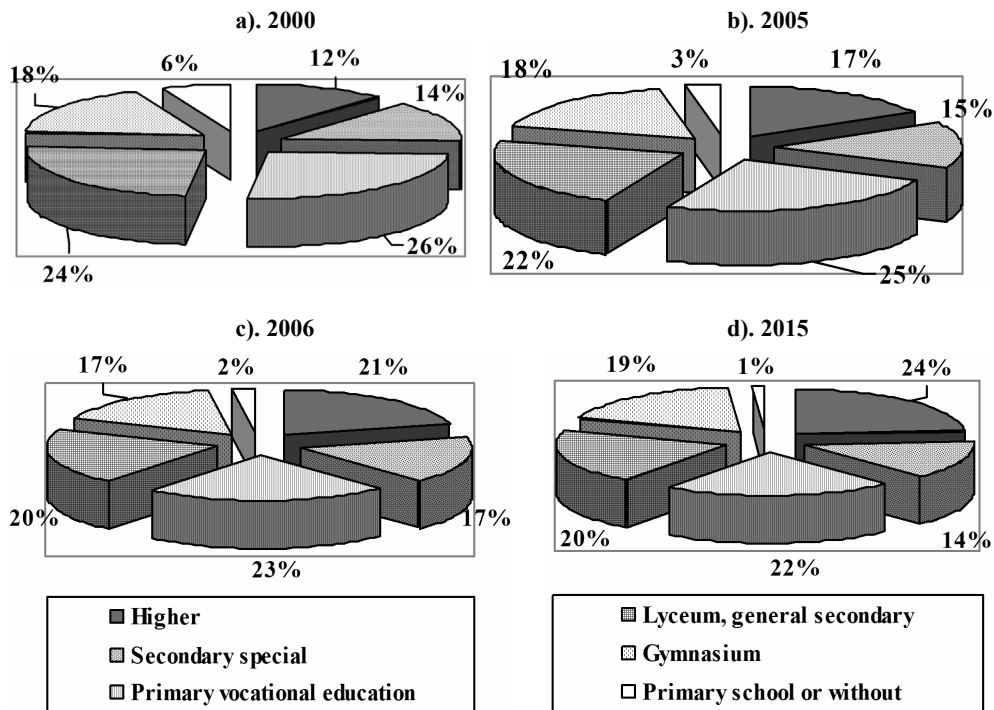 a). 2000
6%
12%
18%
14%
24%
26%
b). 2005
18%
3%
17%
15%
22%
25%
c). 2006
17%
2%
21%
20%
17%
23%
d). 2015
19%
1%
24%
20%
14%
22%
Higher
Secondary special
Primary vocational education
Lyceum, general secondary
Gymnasium
Primary school or without